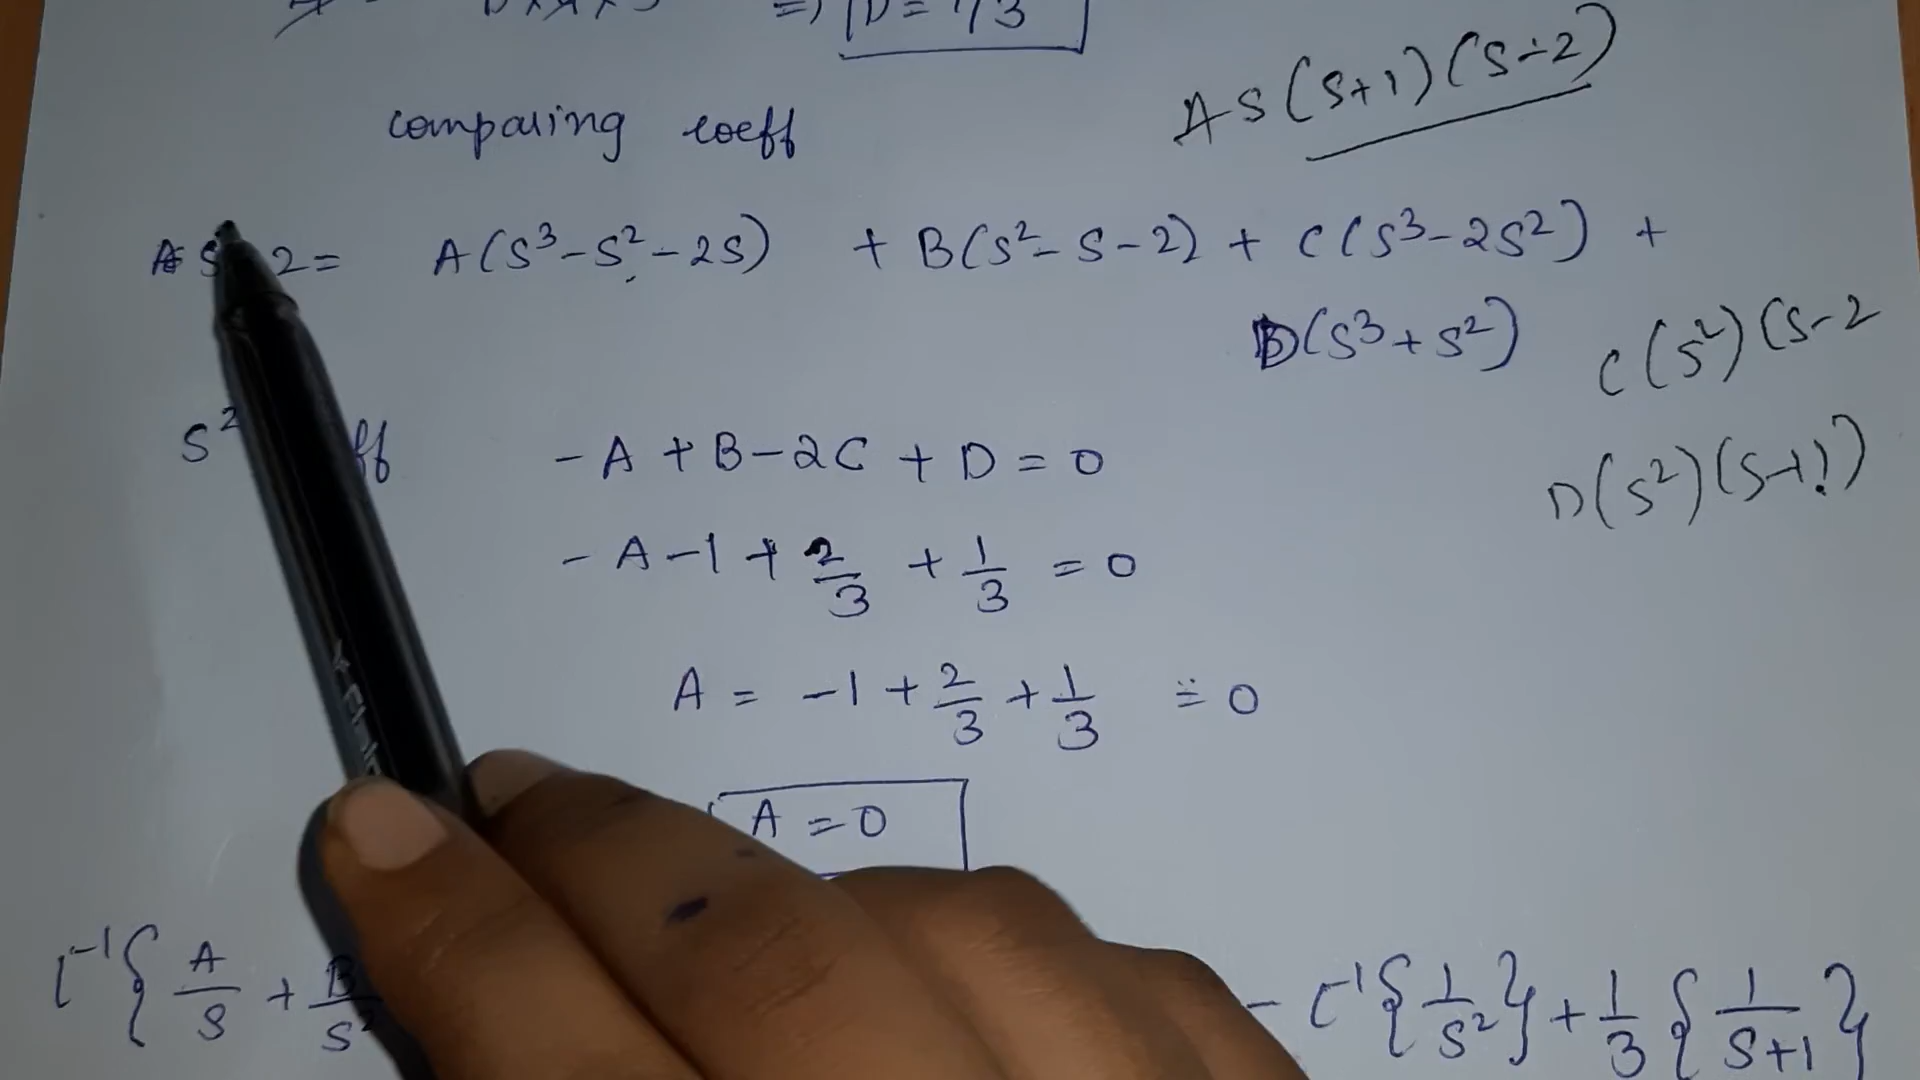 =) D = 1/3
AS(S+1)(S-2)
comparing coeff
S 2 = A(S³-S²-2S) + B(S²-S-2) + C(S³-2S²) +
D(S³+S²)
C(S²)(S-2
D(S²)(S+1)
S² ff -A+B-2C+D=0
-A-1+2/3+1/3=0
A = -1+2/3+1/3 = 0
A = 0
L⁻¹{A/S + B/S² - L⁻¹{1/S²}+1/3{1/S+1}